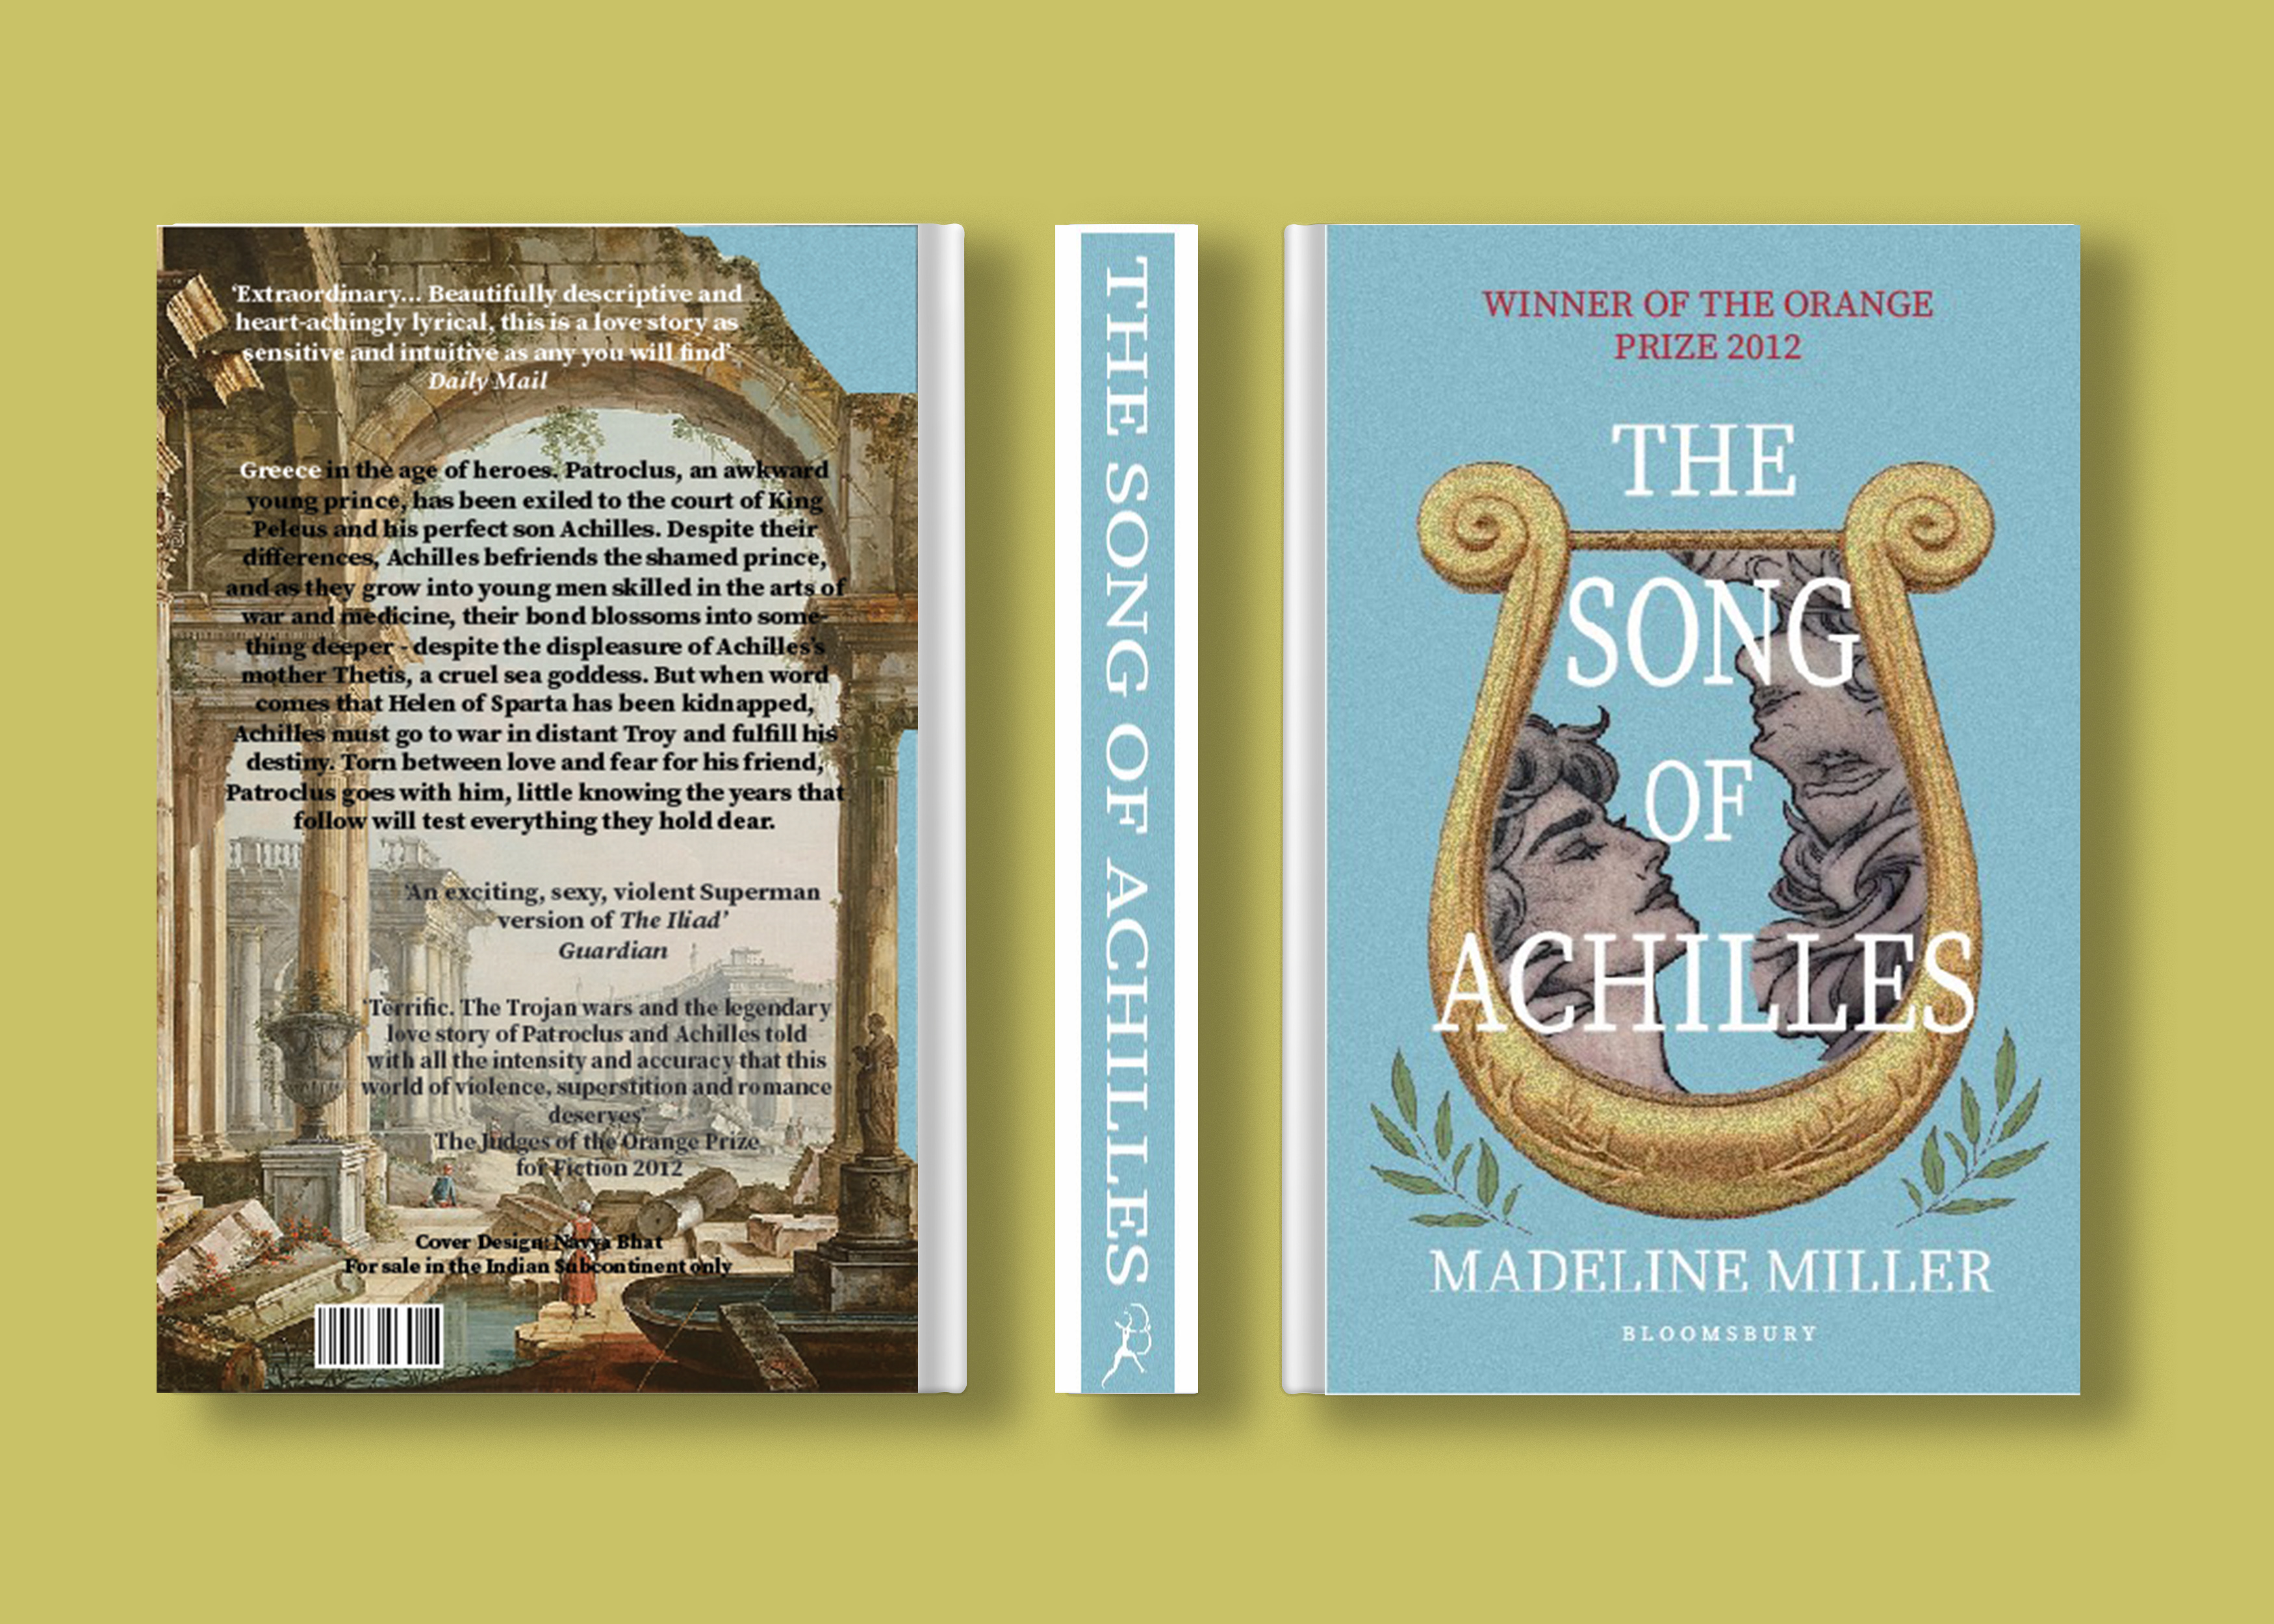 ‘Extraordinary... Beautifully descriptive and
heart-achingly lyrical, this is a love story as
sensitive and intuitive as any you will find’
Daily Mail
Greece in the age of heroes. Patroclus, an awkward
young prince, has been exiled to the court of King
Peleus and his perfect son Achilles. Despite their
differences, Achilles befriends the shamed prince,
and as they grow into young men skilled in the arts of
war and medicine, their bond blossoms into some-
thing deeper - despite the displeasure of Achilles's
mother Thetis, a cruel sea goddess. But when word
comes that Helen of Sparta has been kidnapped,
Achilles must go to war in distant Troy and fulfill his
destiny. Torn between love and fear for his friend,
Patroclus goes with him, little knowing the years that
follow will test everything they hold dear.
‘An exciting, sexy, violent Superman
version of The Iliad’
Guardian
‘Terrific. The Trojan wars and the legendary
love story of Patroclus and Achilles told
with all the intensity and accuracy that this
world of violence, superstition and romance
deserves’
The Judges of the Orange Prize
for Fiction 2012
Cover Design: Navya Bhat
For sale in the Indian Subcontinent only
THE SONG OF ACHILLES
WINNER OF THE ORANGE
PRIZE 2012
THE
SONG
OF
ACHILLES
MADELINE MILLER
BLOOMSBURY